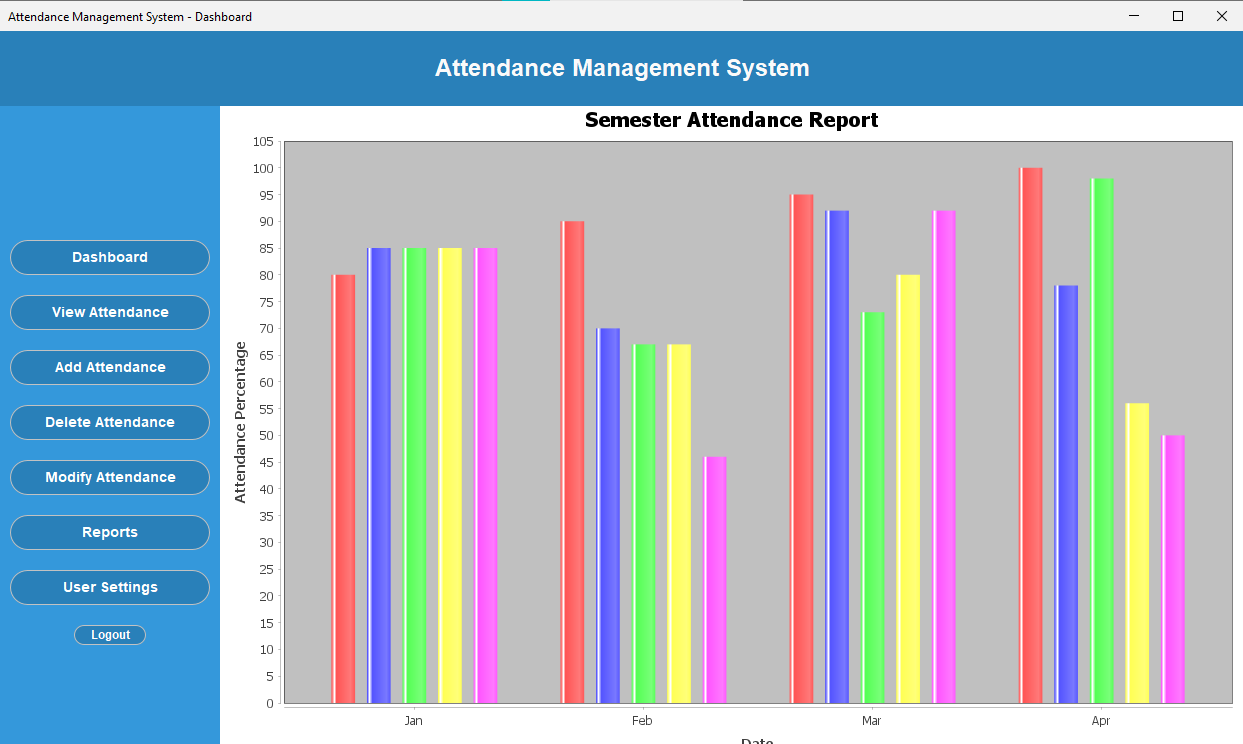 Attendance Management System - Dashboard
Attendance Management System
Dashboard
View Attendance
Add Attendance
Delete Attendance
Modify Attendance
Reports
User Settings
Logout
Semester Attendance Report
Attendance Percentage
105
100
95
90
85
80
75
70
65
60
55
50
45
40
35
30
25
20
15
10
5
0
Jan Feb Mar Apr
Date